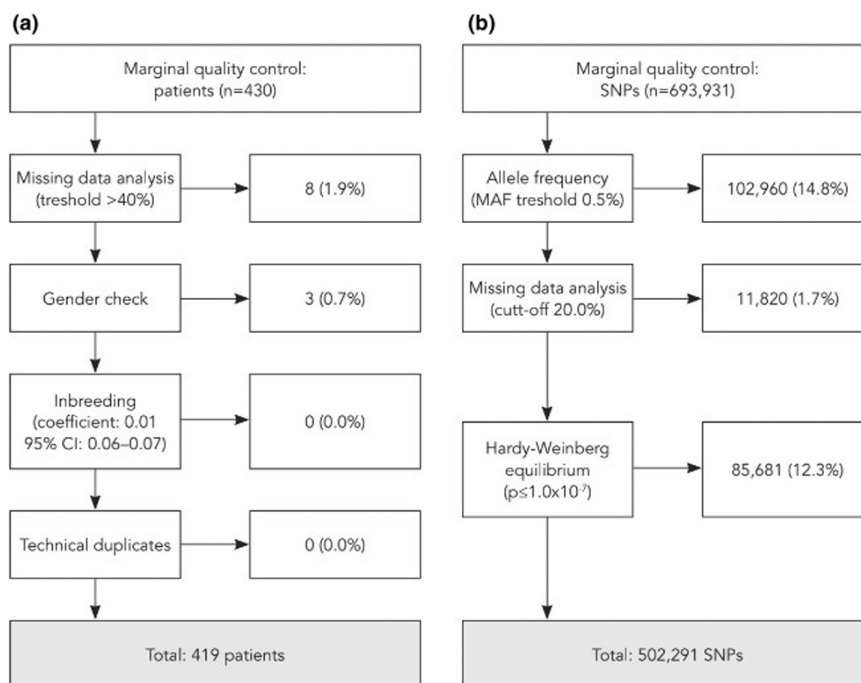 (a)
Marginal quality control:
patients (n=430)
Missing data analysis
(treshold >40%)
8 (1.9%)
Gender check
3 (0.7%)
Inbreeding
(coefficient: 0.01
95% CI: 0.06–0.07)
0 (0.0%)
Technical duplicates
0 (0.0%)
Total: 419 patients
(b)
Marginal quality control:
SNPs (n=693,931)
Allele frequency
(MAF treshold 0.5%)
102,960 (14.8%)
Missing data analysis
(cutt-off 20.0%)
11,820 (1.7%)
Hardy-Weinberg
equilibrium
(p≤1.0x10⁻⁷)
85,681 (12.3%)
Total: 502,291 SNPs